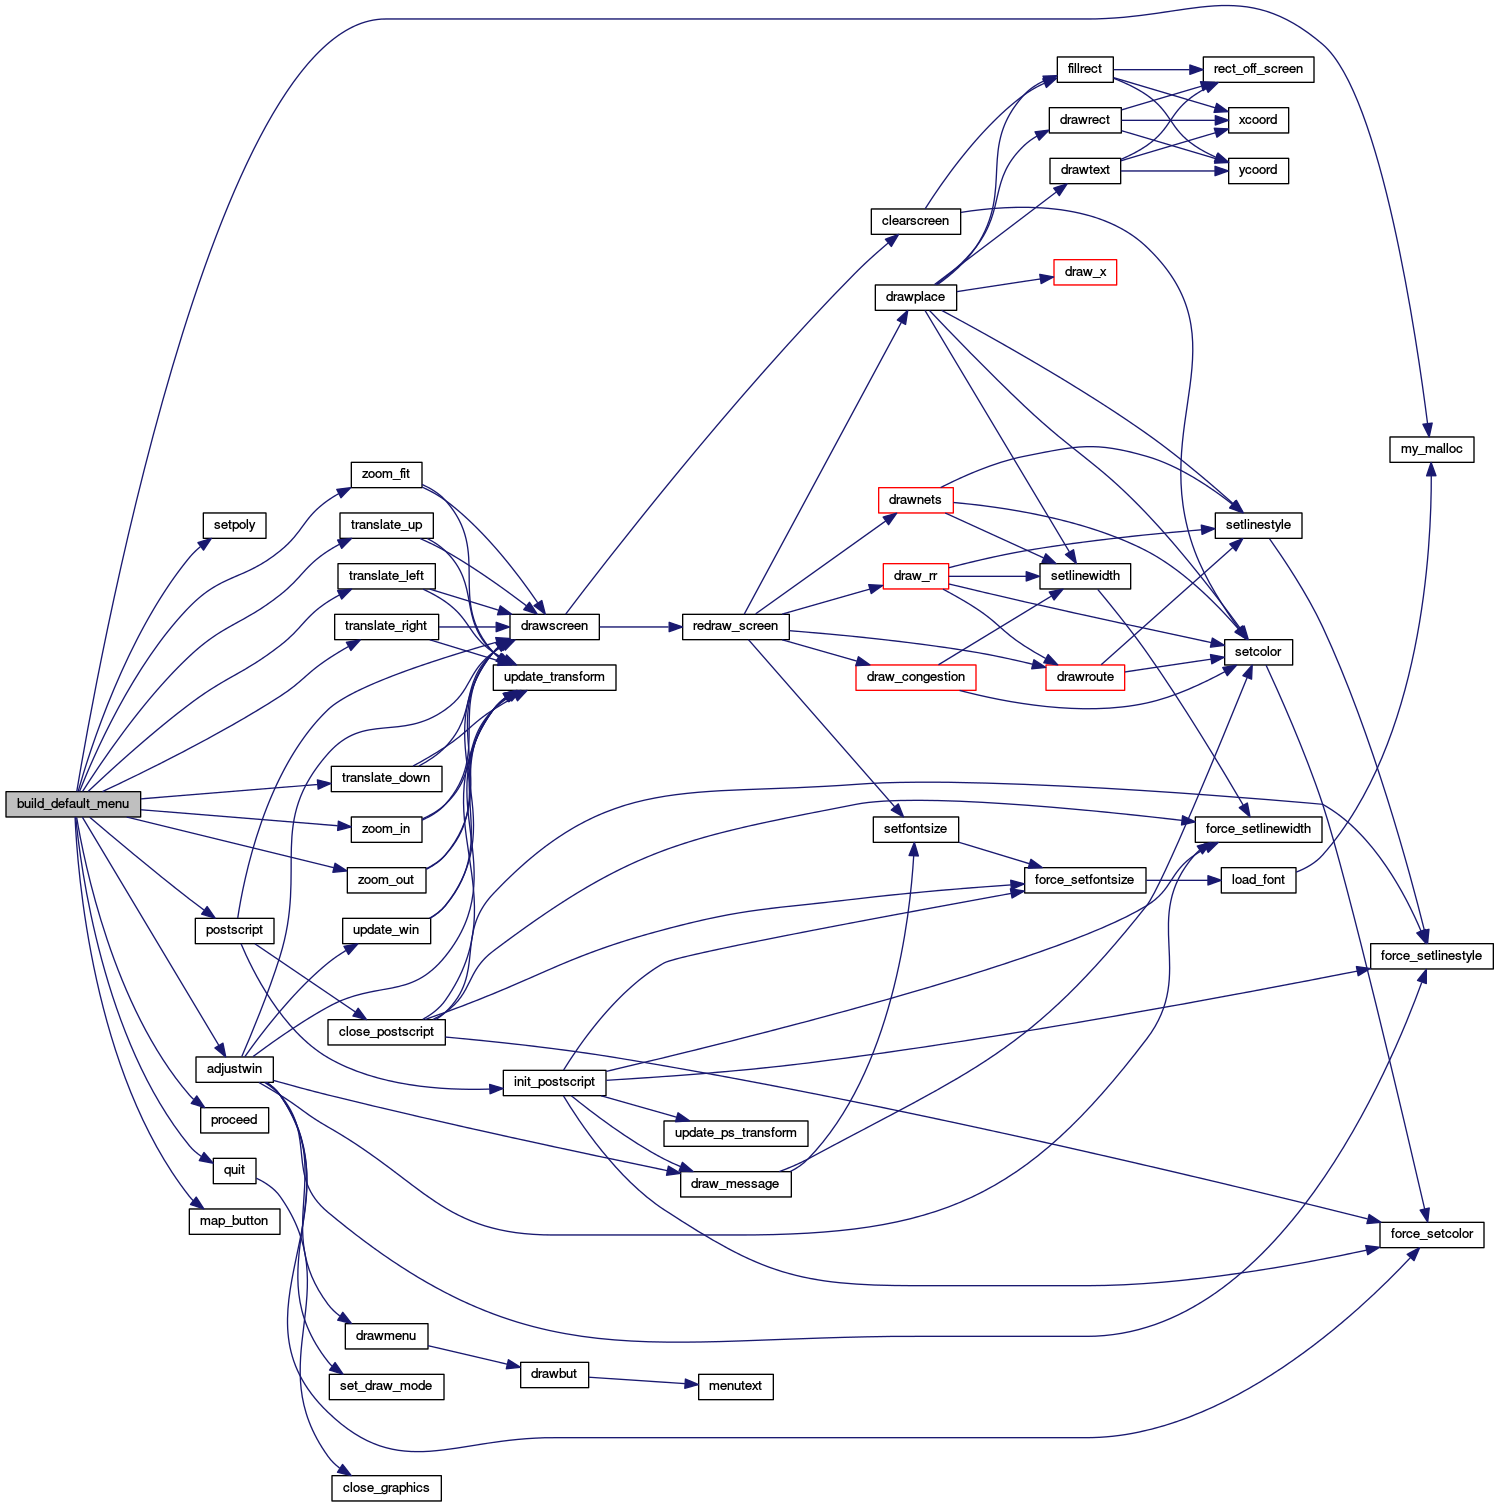 fillrect
rect_off_screen
drawrect
xcoord
drawtext
ycoord
clearscreen
draw_x
drawplace
my_malloc
zoom_fit
drawnets
setpoly
translate_up
setlinestyle
translate_left
draw_rr
setlinewidth
translate_right
drawscreen
redraw_screen
setcolor
update_transform
draw_congestion
drawroute
translate_down
build_default_menu
zoom_in
setfontsize
force_setlinewidth
zoom_out
force_setfontsize
load_font
postscript
update_win
force_setlinestyle
close_postscript
adjustwin
init_postscript
proceed
update_ps_transform
quit
draw_message
map_button
force_setcolor
drawmenu
drawbut
set_draw_mode
menutext
close_graphics